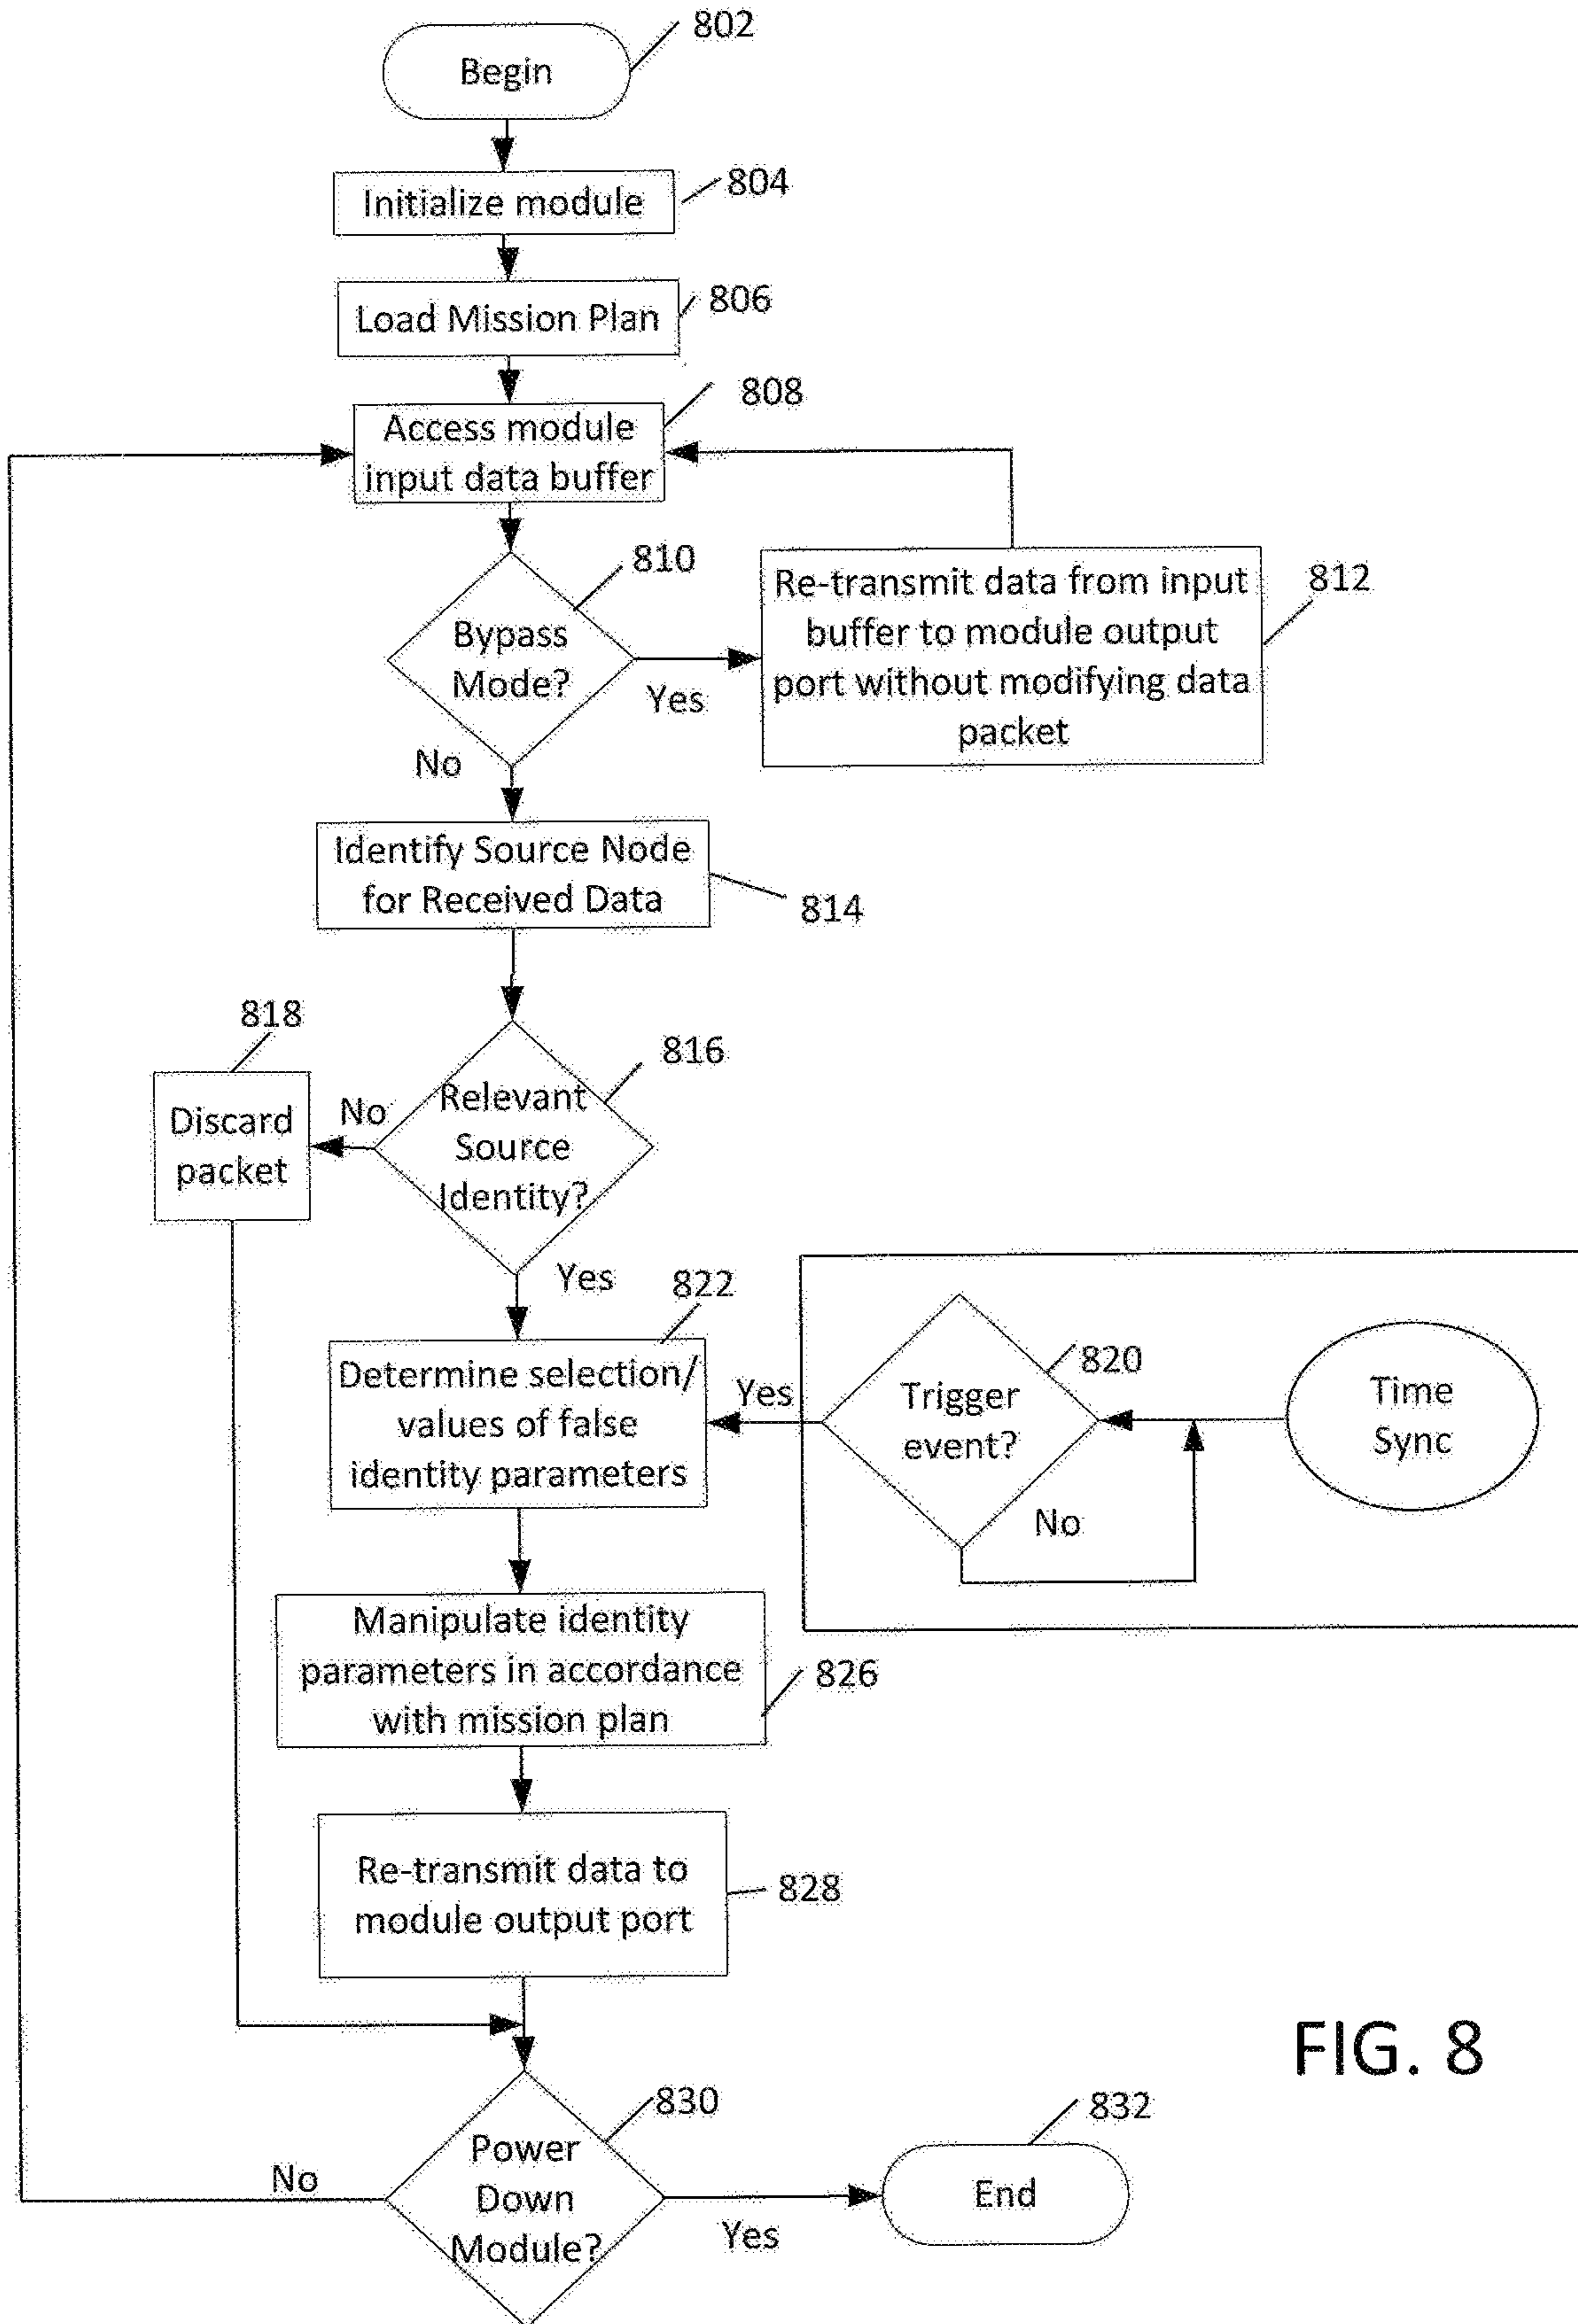 802
Begin
804
Initialize module
806
Load Mission Plan
808
Access module
input data buffer
810
Bypass
Mode?
Yes
No
Re-transmit data from input
buffer to module output
port without modifying data
packet
812
Identify Source Node
for Received Data
814
818
Discard
packet
No
816
Relevant
Source
Identity?
Yes
822
Determine selection/
values of false
identity parameters
Yes
820
Trigger
event?
No
Time
Sync
Manipulate identity
parameters in accordance
with mission plan
826
Re-transmit data to
module output port
828
830
Power
Down
Module?
No
Yes
832
End
FIG. 8